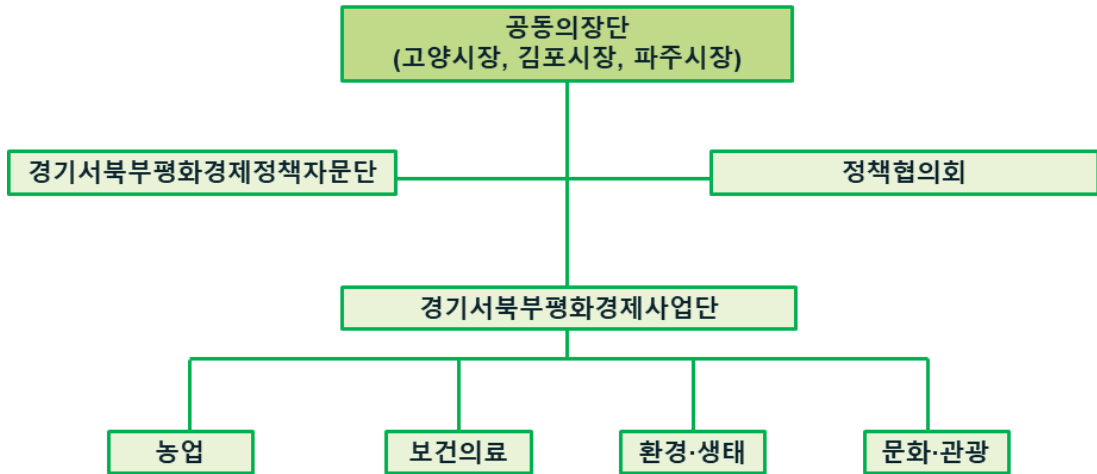 공동의장단
(고양시장, 김포시장, 파주시장)
경기서북부평화경제정책자문단
정책협의회
경기서북부평화경제사업단
농업
보건의료
환경·생태
문화·관광